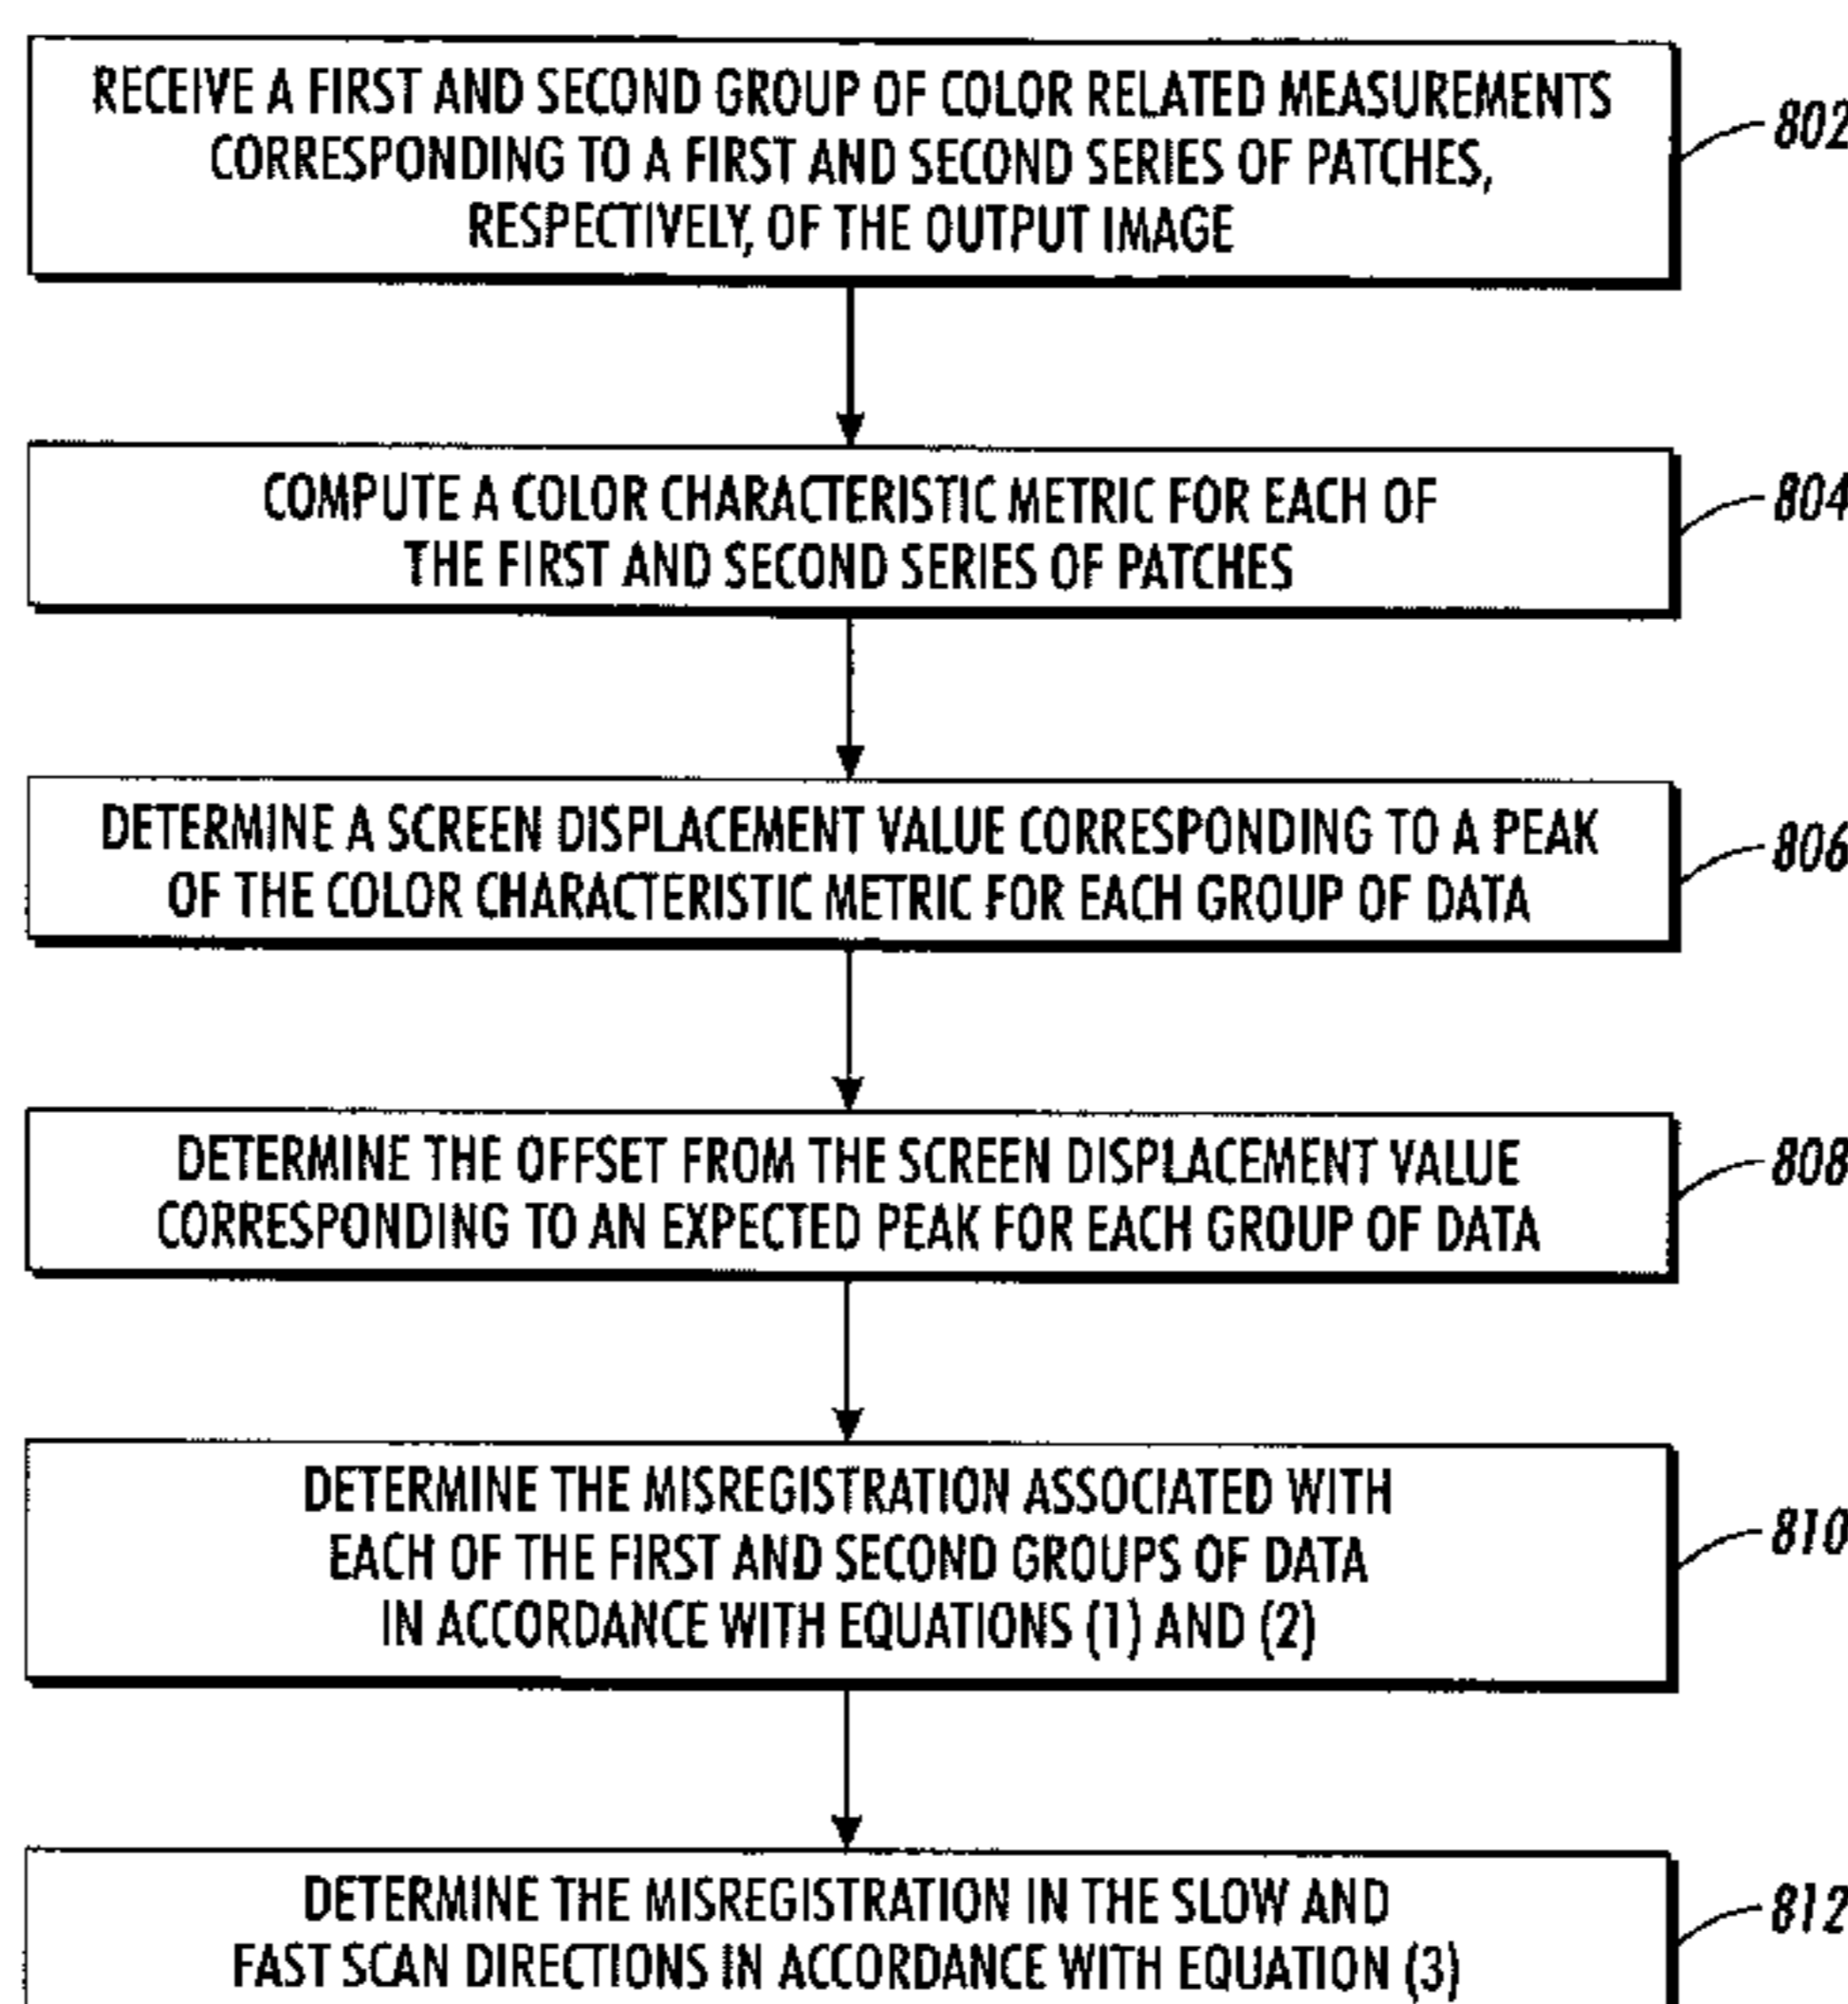 RECEIVE A FIRST AND SECOND GROUP OF COLOR RELATED MEASUREMENTS
CORRESPONDING TO A FIRST AND SECOND SERIES OF PATCHES,
RESPECTIVELY, OF THE OUTPUT IMAGE
802
COMPUTE A COLOR CHARACTERISTIC METRIC FOR EACH OF
THE FIRST AND SECOND SERIES OF PATCHES
804
DETERMINE A SCREEN DISPLACEMENT VALUE CORRESPONDING TO A PEAK
OF THE COLOR CHARACTERISTIC METRIC FOR EACH GROUP OF DATA
806
DETERMINE THE OFFSET FROM THE SCREEN DISPLACEMENT VALUE
CORRESPONDING TO AN EXPECTED PEAK FOR EACH GROUP OF DATA
808
DETERMINE THE MISREGISTRATION ASSOCIATED WITH
EACH OF THE FIRST AND SECOND GROUPS OF DATA
IN ACCORDANCE WITH EQUATIONS (1) AND (2)
810
DETERMINE THE MISREGISTRATION IN THE SLOW AND
FAST SCAN DIRECTIONS IN ACCORDANCE WITH EQUATION (3)
812